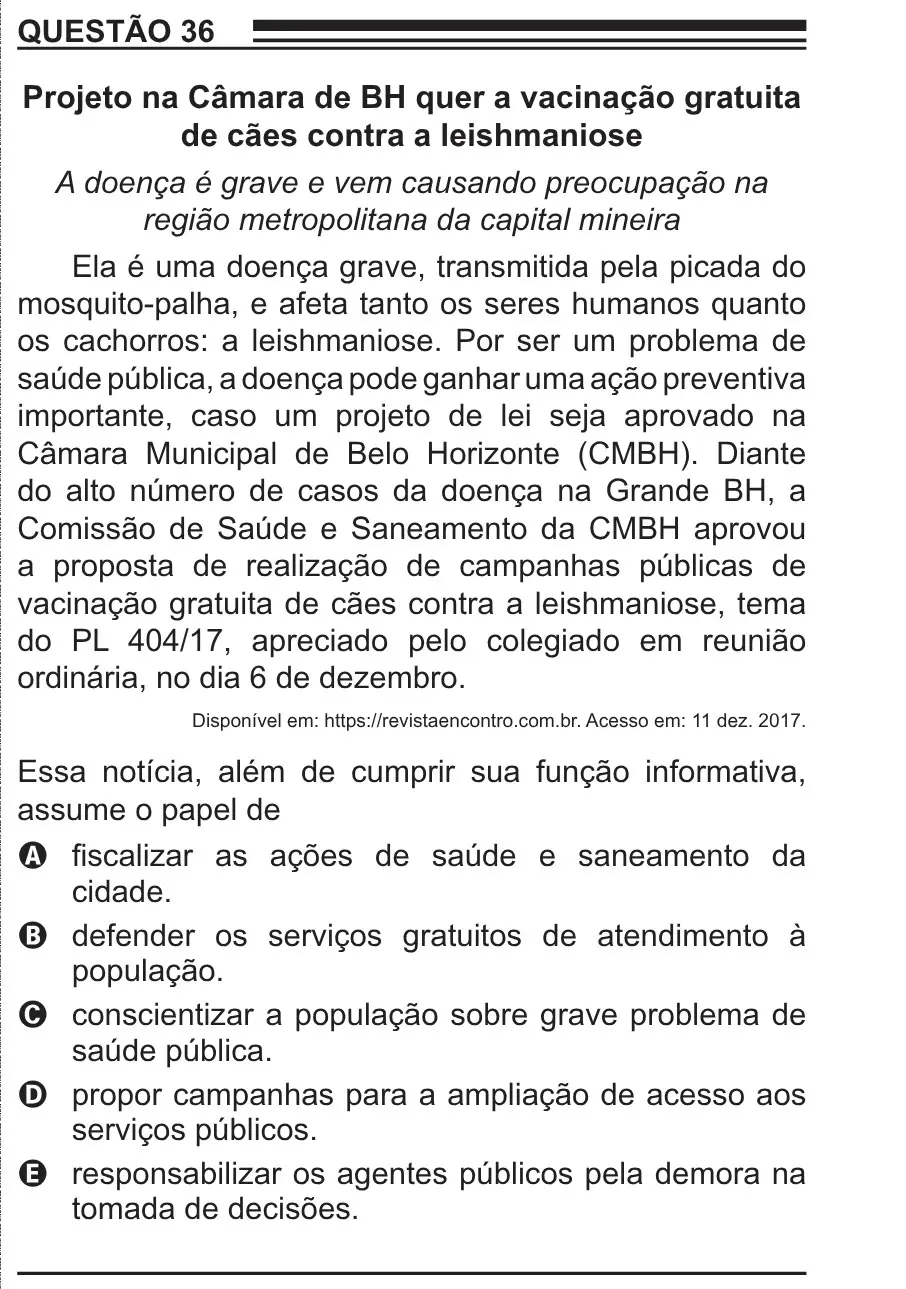 QUESTÃO 36
Projeto na Câmara de BH quer a vacinação gratuita
de cães contra a leishmaniose
A doença é grave e vem causando preocupação na
região metropolitana da capital mineira
Ela é uma doença grave, transmitida pela picada do
mosquito-palha, e afeta tanto os seres humanos quanto
os cachorros: a leishmaniose. Por ser um problema de
saúde pública, a doença pode ganhar uma ação preventiva
importante, caso um projeto de lei seja aprovado na
Câmara Municipal de Belo Horizonte (CMBH). Diante
do alto número de casos da doença na Grande BH, a
Comissão de Saúde e Saneamento da CMBH aprovou
a proposta de realização de campanhas públicas de
vacinação gratuita de cães contra a leishmaniose, tema
do PL 404/17, apreciado pelo colegiado em reunião
ordinária, no dia 6 de dezembro.
Disponível em: https://revistaencontro.com.br. Acesso em: 11 dez. 2017.
Essa notícia, além de cumprir sua função informativa,
assume o papel de
A fiscalizar as ações de saúde e saneamento da
cidade.
B defender os serviços gratuitos de atendimento à
população.
C conscientizar a população sobre grave problema de
saúde pública.
D propor campanhas para a ampliação de acesso aos
serviços públicos.
E responsabilizar os agentes públicos pela demora na
tomada de decisões.